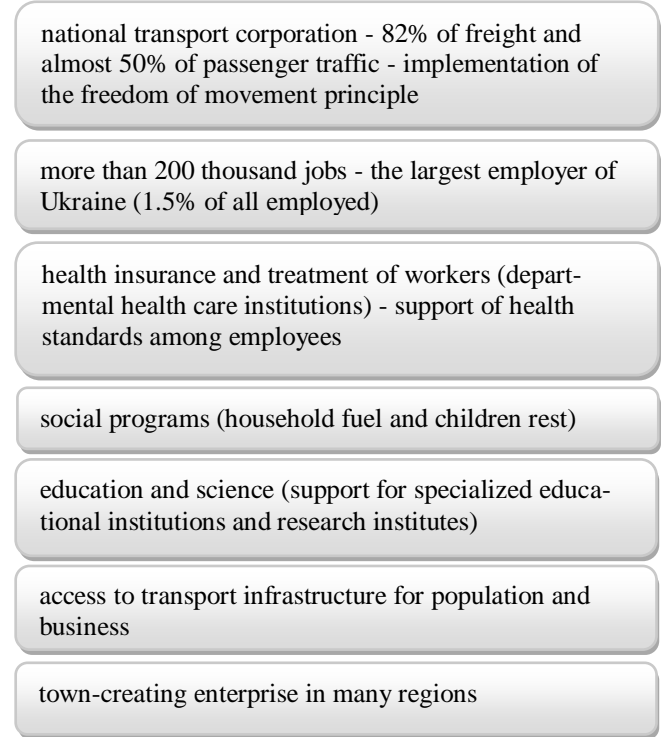 national transport corporation - 82% of freight and
almost 50% of passenger traffic - implementation of
the freedom of movement principle
more than 200 thousand jobs - the largest employer of
Ukraine (1.5% of all employed)
health insurance and treatment of workers (depart-
mental health care institutions) - support of health
standards among employees
social programs (household fuel and children rest)
education and science (support for specialized educa-
tional institutions and research institutes)
access to transport infrastructure for population and
business
town-creating enterprise in many regions